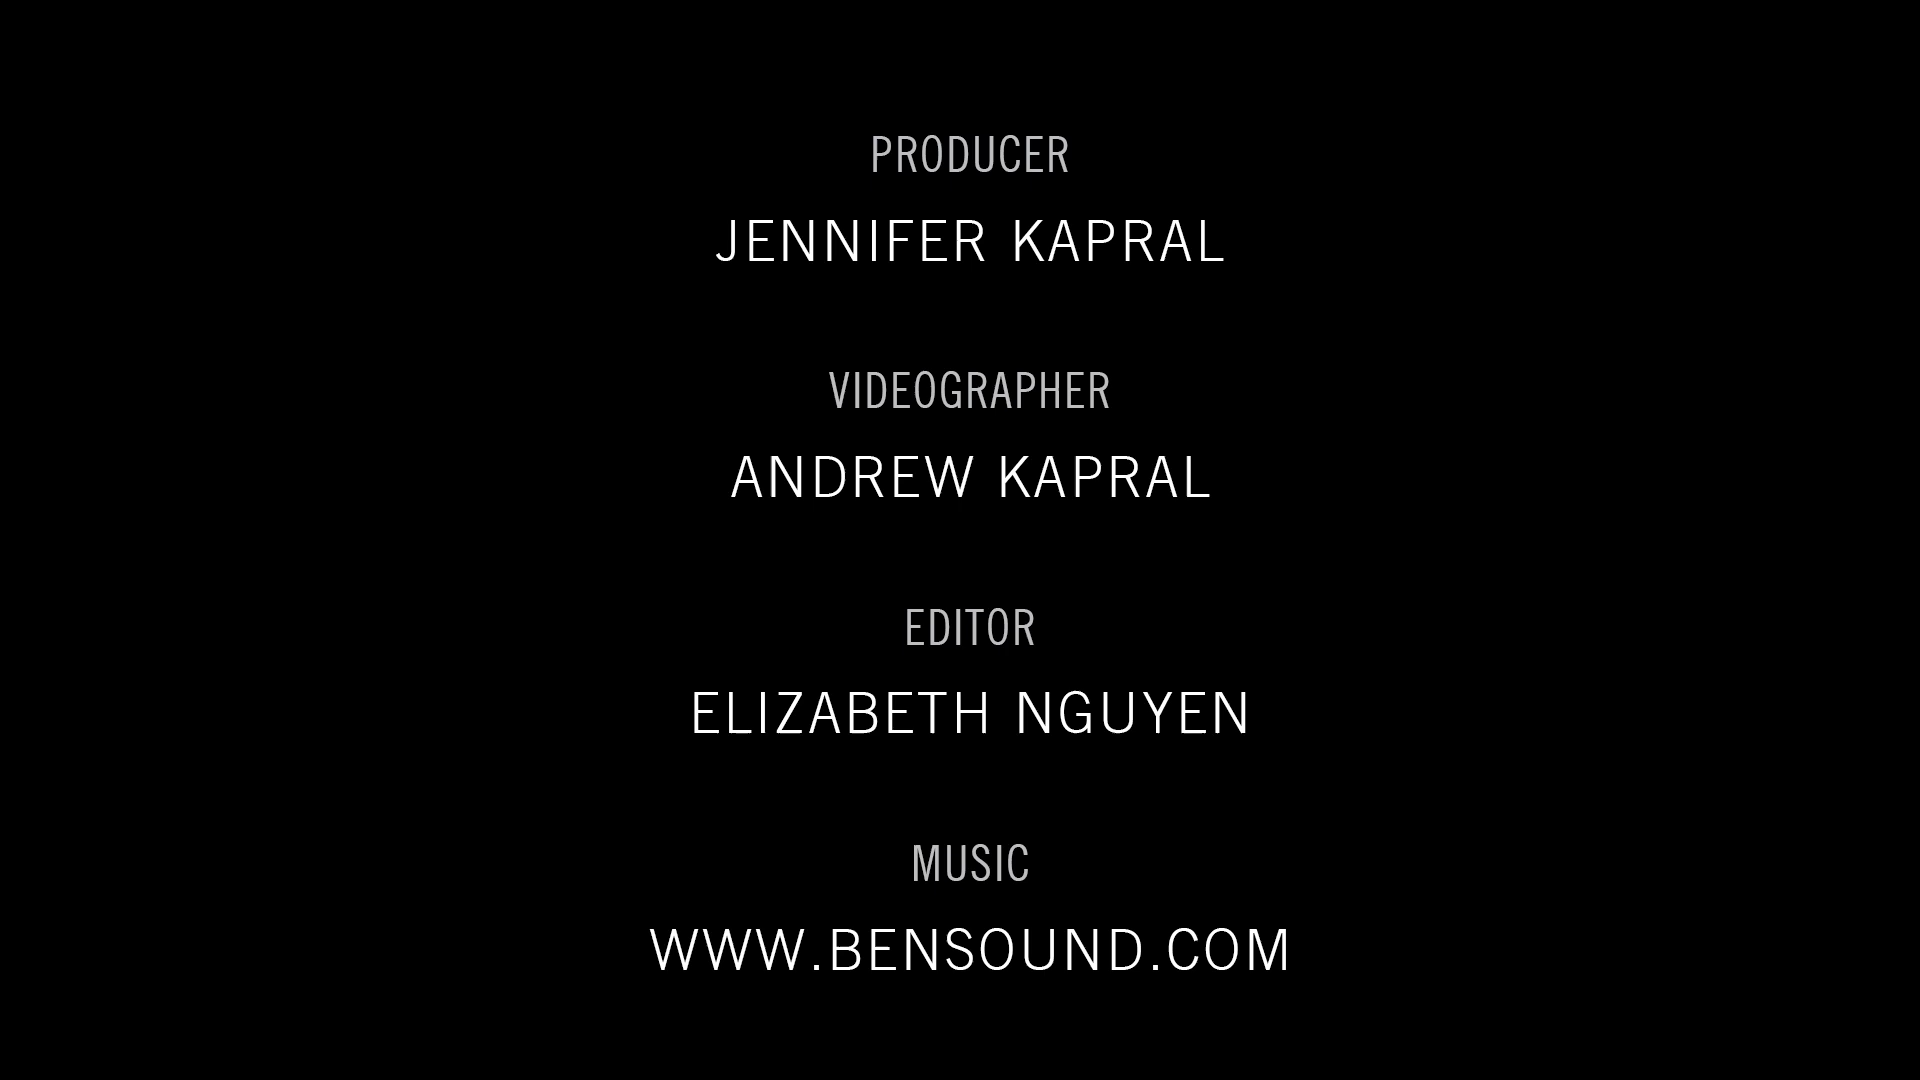 PRODUCER
JENNIFER KAPRAL
VIDEOGRAPHER
ANDREW KAPRAL
EDITOR
ELIZABETH NGUYEN
MUSIC
WWW.BENSOUND.COM